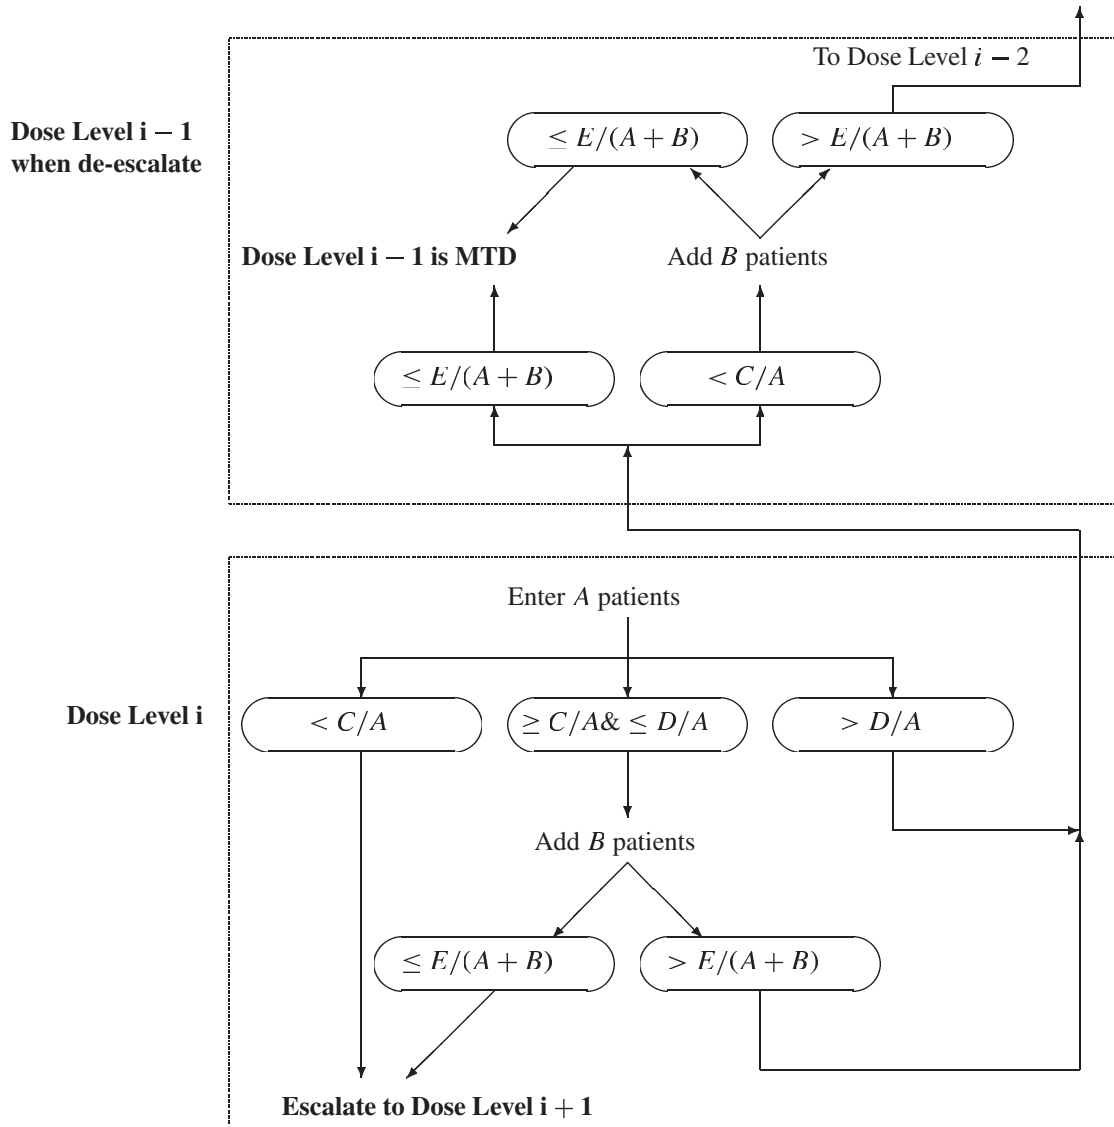 To Dose Level i − 2
Dose Level i − 1
when de-escalate
≤ E/(A + B)
> E/(A + B)
Dose Level i − 1 is MTD
Add B patients
≤ E/(A + B)
< C/A
Enter A patients
Dose Level i
< C/A
≥ C/A& ≤ D/A
> D/A
Add B patients
≤ E/(A + B)
> E/(A + B)
Escalate to Dose Level i + 1